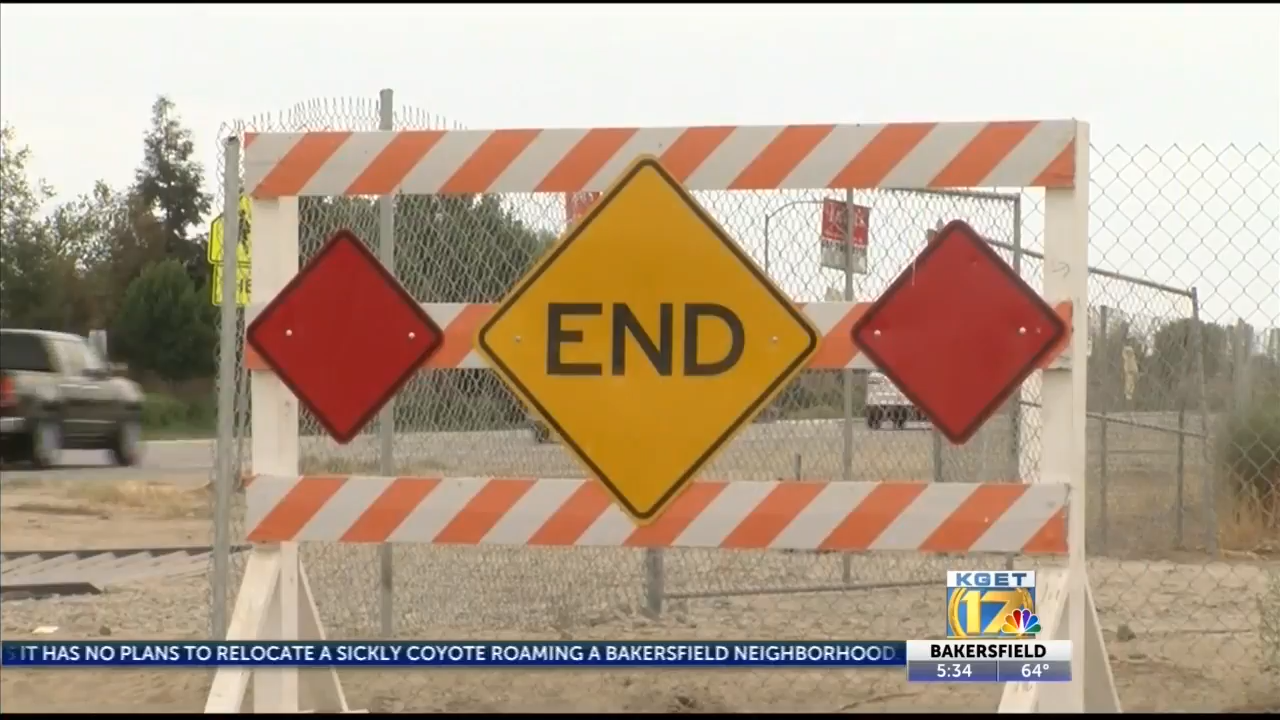 END
S IT HAS NO PLANS TO RELOCATE A SICKLY COYOTE ROAMING A BAKERSFIELD NEIGHBORHOOD.
KGET
17
BAKERSFIELD
5:34 64°